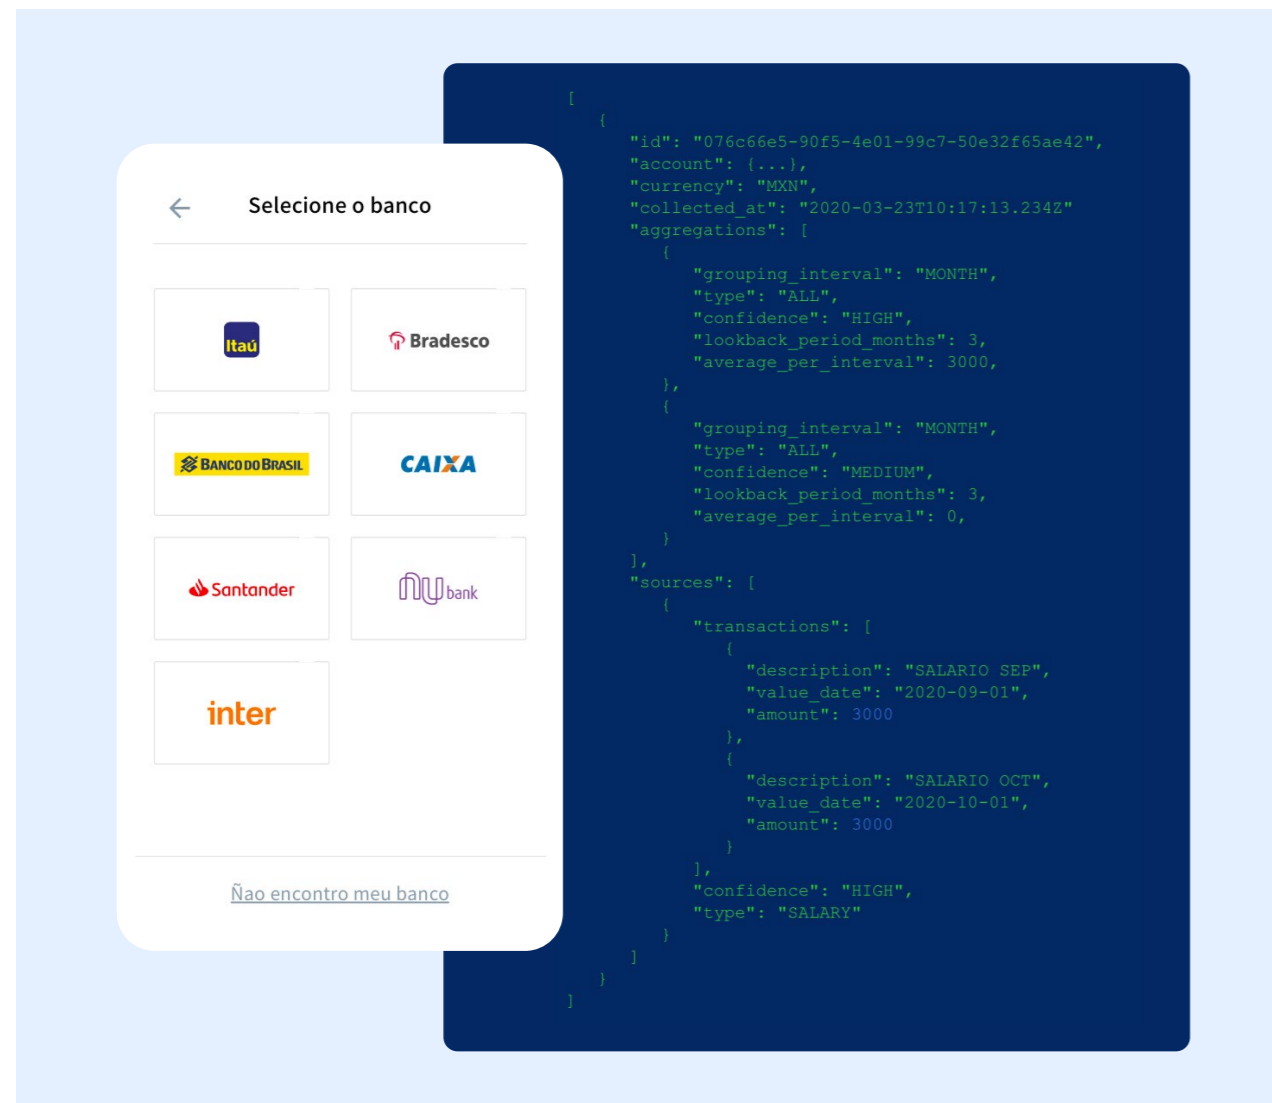 Selecione o banco
Itaú
Bradesco
BANCO DO BRASIL
CAIXA
Santander
nu bank
inter
Ñao encontro meu banco
[
{
"id": "076c66e5-90f5-4e01-99c7-50e32f65ae42",
"account": {...},
"currency": "MXN",
"collected_at": "2020-03-23T10:17:13.234Z"
"aggregations": [
{
"grouping_interval": "MONTH",
"type": "ALL",
"confidence": "HIGH",
"lookback_period_months": 3,
"average_per_interval": 3000,
},
{
"grouping_interval": "MONTH",
"type": "ALL",
"confidence": "MEDIUM",
"lookback_period_months": 3,
"average_per_interval": 0,
}
],
"sources": [
{
"transactions": [
{
"description": "SALARIO SEP",
"value_date": "2020-09-01",
"amount": 3000
},
{
"description": "SALARIO OCT",
"value_date": "2020-10-01",
"amount": 3000
}
],
"confidence": "HIGH",
"type": "SALARY"
}
]
}
]